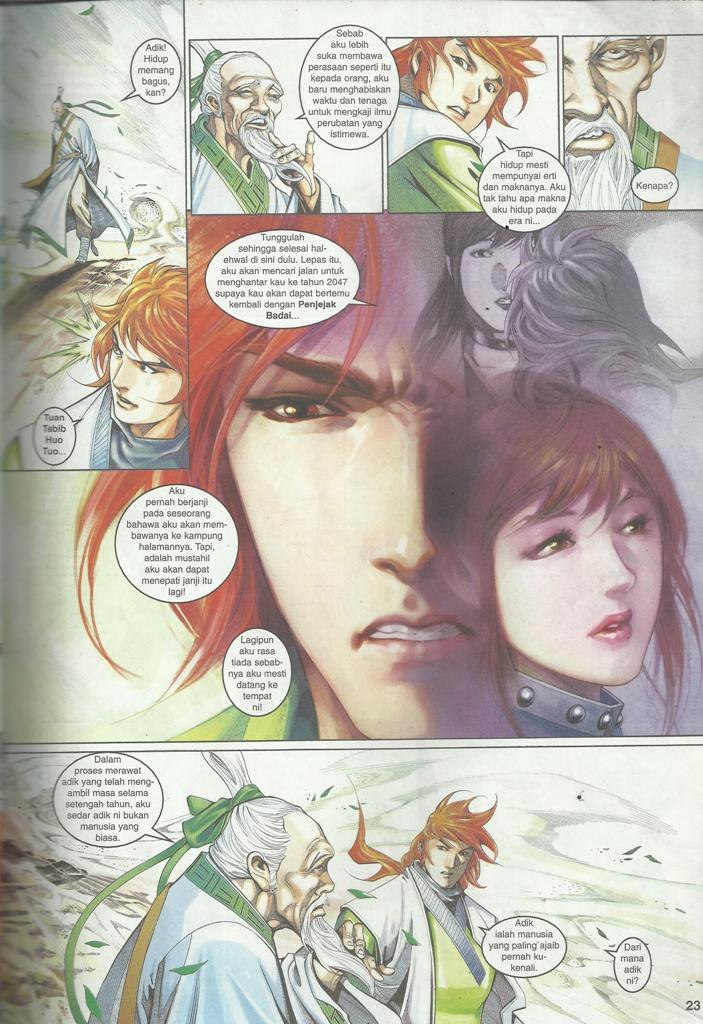 Adik!
Hidup
memang
bagus,
kan?
Tuan
Tabib
Huo
Tuo...
Sebab
aku lebih
suka membawa
perasaan seperti itu
kepada orang, aku
baru menghabiskan
waktu dan tenaga
untuk mengkaji ilmu
perubatan yang
istimewa.
Tapi
hidup mesti
mempunyai erti
dan maknanya. Aku
tak tahu apa makna
aku hidup pada
era ni...
Kenapa?
Tunggulah
sehingga selesai hal-
ehwal di sini dulu. Lepas itu,
aku akan mencari jalan untuk
menghantar kau ke tahun 2047
supaya kau akan dapat bertemu
kembali dengan Penjejak
Badai...
Aku
pernah berjanji
pada seseorang
bahawa aku akan mem-
bawanya ke kampung
halamannya. Tapi,
adalah mustahil
aku akan dapat
menepati janji itu
lagi!
Lagipun
aku rasa
tiada sebab-
nya aku mesti
datang ke
tempat
ni!
Dalam
proses merawat
adik yang telah meng-
ambil masa selama
setengah tahun, aku
sedar adik ni bukan
manusia yang
biasa.
Adik
ialah manusia
yang paling ajaib
pernah ku-
kenali.
Dari
mana
adik
ni?
23